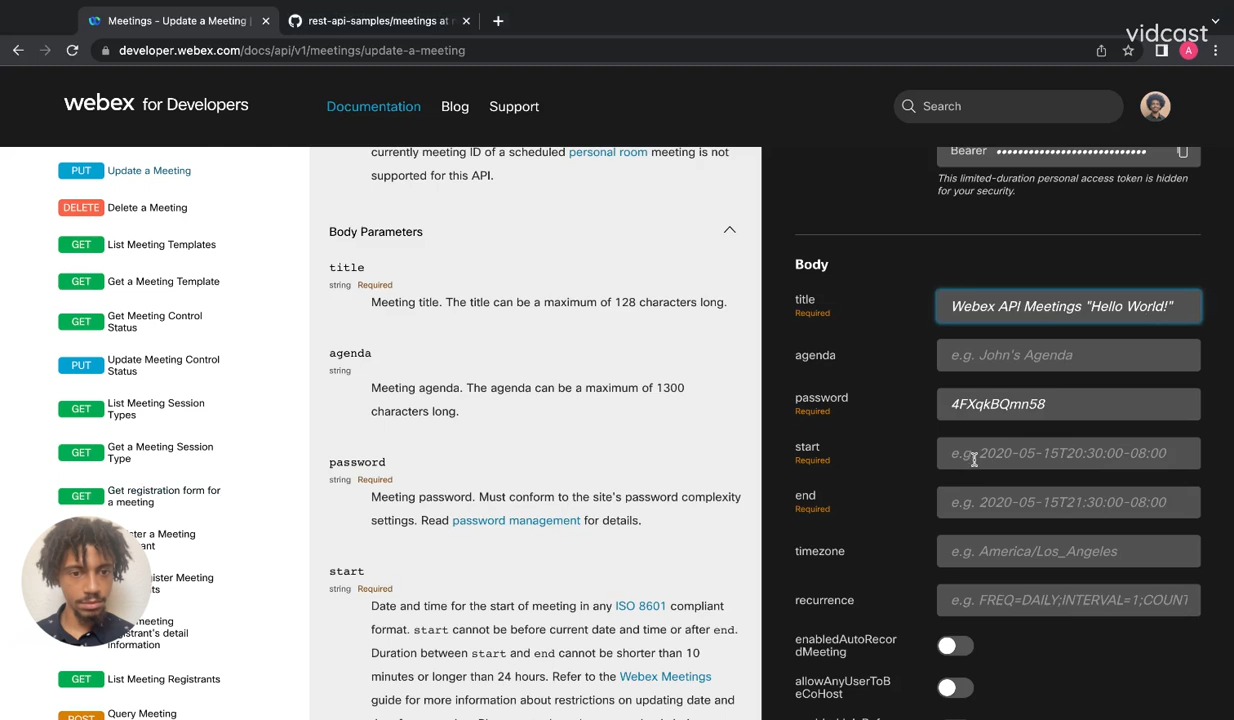 Meetings - Update a Meeting |
rest-api-samples/meetings at
vidcast
developer.webex.com/docs/api/v1/meetings/update-a-meeting
A
webex for Developers
Documentation
Blog
Support
Search
PUT Update a Meeting
DELETE Delete a Meeting
GET List Meeting Templates
GET Get a Meeting Template
GET Get Meeting Control
Status
PUT Update Meeting Control
Status
GET List Meeting Session
Types
GET Get a Meeting Session
Type
GET Get registration form for
a meeting
a Meeting
Meeting
meeting
registrant's detail
information
GET List Meeting Registrants
POST Query Meeting
currently meeting ID of a scheduled personal room meeting is not
supported for this API.
Body Parameters
title
string Required
Meeting title. The title can be a maximum of 128 characters long.
agenda
string
Meeting agenda. The agenda can be a maximum of 1300
characters long.
password
string Required
Meeting password. Must conform to the site's password complexity
settings. Read password management for details.
start
string Required
Date and time for the start of meeting in any ISO 8601 compliant
format. start cannot be before current date and time or after end.
Duration between start and end cannot be shorter than 10
minutes or longer than 24 hours. Refer to the Webex Meetings
guide for more information about restrictions on updating date and
Bearer ••••••••••••••••••••••••••••
This limited-duration personal access token is hidden
for your security.
Body
title
Required
Webex API Meetings "Hello World!"
agenda
e.g. John's Agenda
password
Required
4FXqkBQmn58
start
Required
e.g. 2020-05-15T20:30:00-08:00
end
Required
e.g. 2020-05-15T21:30:00-08:00
timezone
e.g. America/Los_Angeles
recurrence
e.g. FREQ=DAILY;INTERVAL=1;COUNT
enabledAutoRecor
dMeeting
allowAnyUserToB
eCoHost